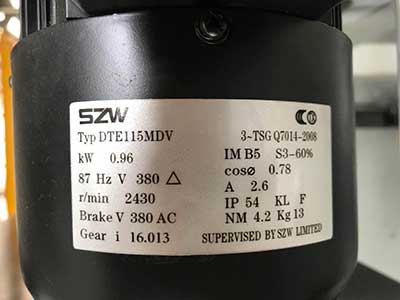 SZW
Typ DTE115MDV 3~TSG Q7014-2008
kW 0.96 IM B5 S3-60%
87 Hz V 380 △ cosø 0.78
r/min 2430 A 2.6
Brake V 380 AC IP 54 KL F
Gear i 16.013 NM 4.2 Kg 13
SUPERVISED BY SZW LIMITED